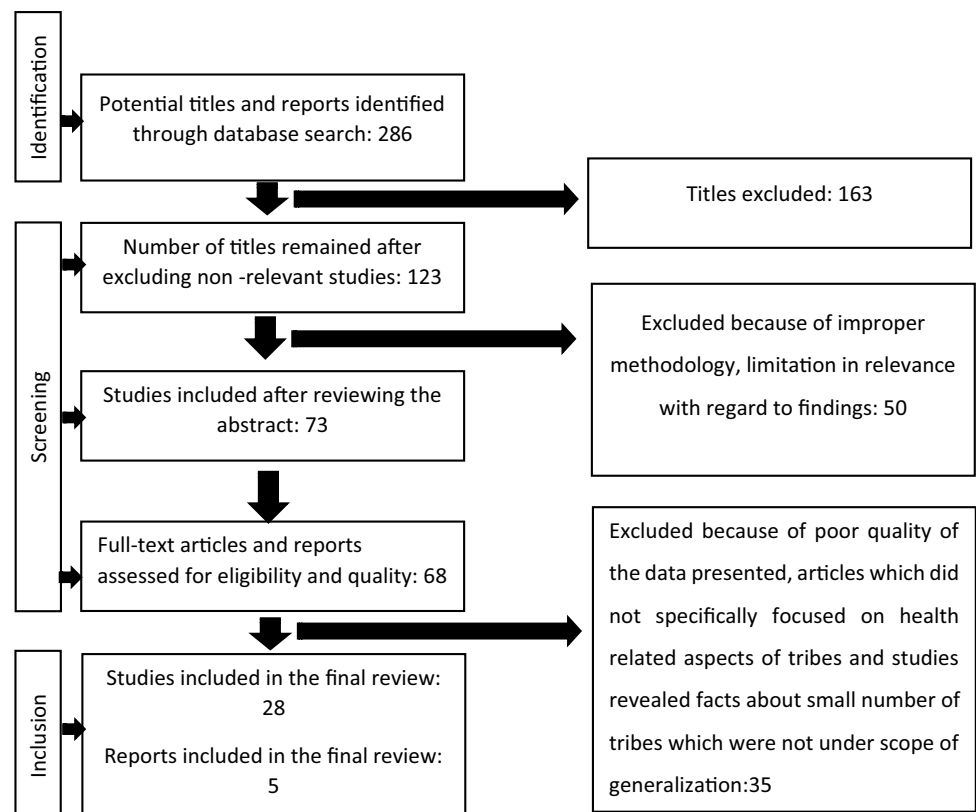 Identification
Potential titles and reports identified
through database search: 286
Titles excluded: 163
Screening
Number of titles remained after
excluding non -relevant studies: 123
Excluded because of improper
methodology, limitation in relevance
with regard to findings: 50
Studies included after reviewing the
abstract: 73
Full-text articles and reports
assessed for eligibility and quality: 68
Excluded because of poor quality of
the data presented, articles which did
not specifically focused on health
related aspects of tribes and studies
revealed facts about small number of
tribes which were not under scope of
generalization:35
Inclusion
Studies included in the final review:
28
Reports included in the final review:
5